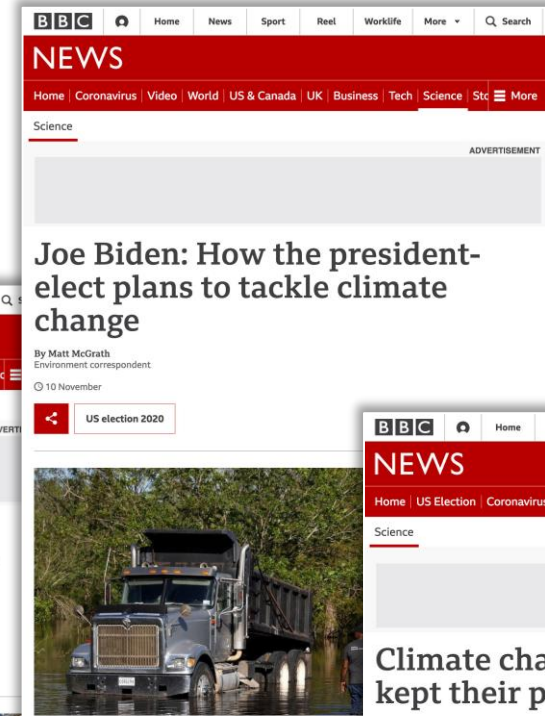 BBC Home News Sport Reel Worklife More Search
NEWS
Home Coronavirus Video World US & Canada UK Business Tech Science More
Science
ADVERTISEMENT
Joe Biden: How the president-
elect plans to tackle climate
change
By Matt McGrath
Environment correspondent
10 November
US election 2020
BBC Home
NEWS
Home US Election
Science
Climate
kept their